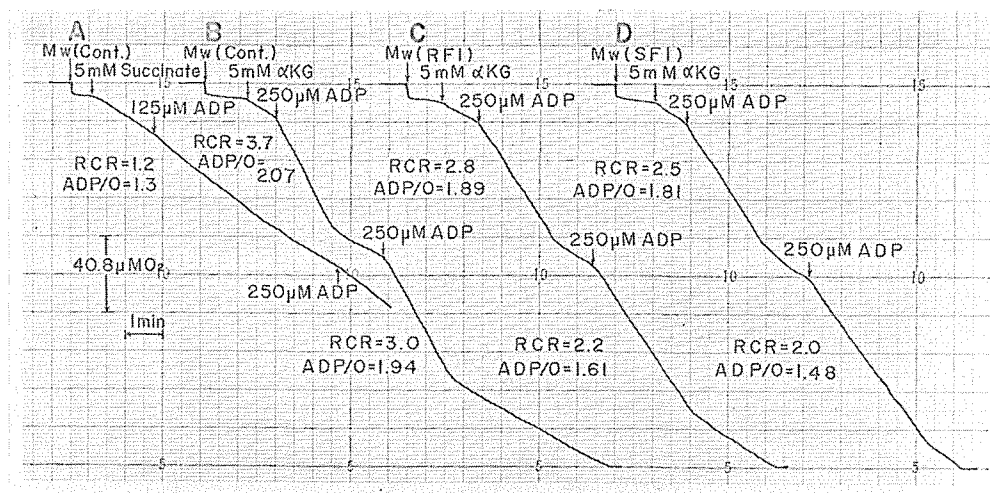 A
Mw(Cont.)
5mM Succinate
125µM ADP
RCR=1.2
ADP/O=1.3
250µM ADP
40.8µMO₂
1min
B
Mw(Cont.)
5mM αKG
250µM ADP
RCR=3.7
ADP/O=
2.07
250µM ADP
RCR=3.0
ADP/O=1.94
C
Mw(RFI)
5mM αKG
250µM ADP
RCR=2.8
ADP/O=1.89
250µM ADP
RCR=2.2
ADP/O=1.61
D
Mw(SFI)
5mM αKG
250µM ADP
RCR=2.5
ADP/O=1.81
250µM ADP
RCR=2.0
ADP/O=1.48
15
15
15
15
10
10
10
10
5
5
5
5